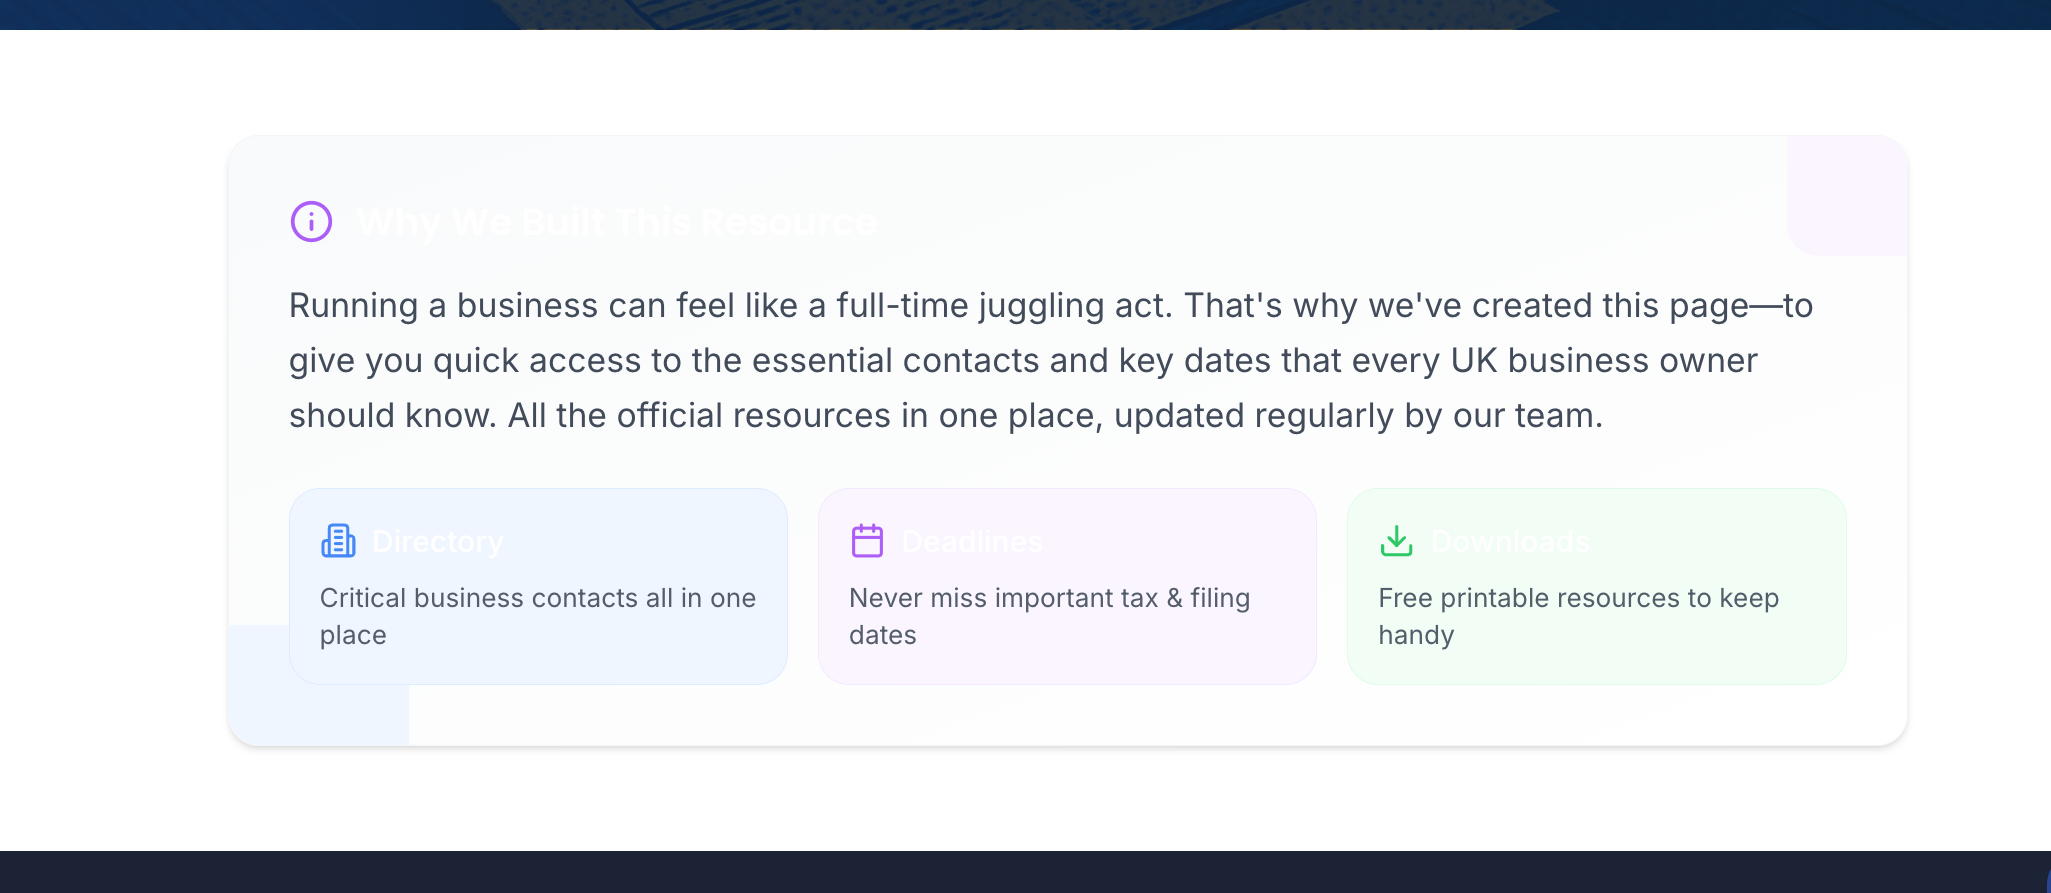 Why We Built This Resource
Running a business can feel like a full-time juggling act. That's why we've created this page—to
give you quick access to the essential contacts and key dates that every UK business owner
should know. All the official resources in one place, updated regularly by our team.
Directory
Critical business contacts all in one
place
Deadlines
Never miss important tax & filing
dates
Downloads
Free printable resources to keep
handy